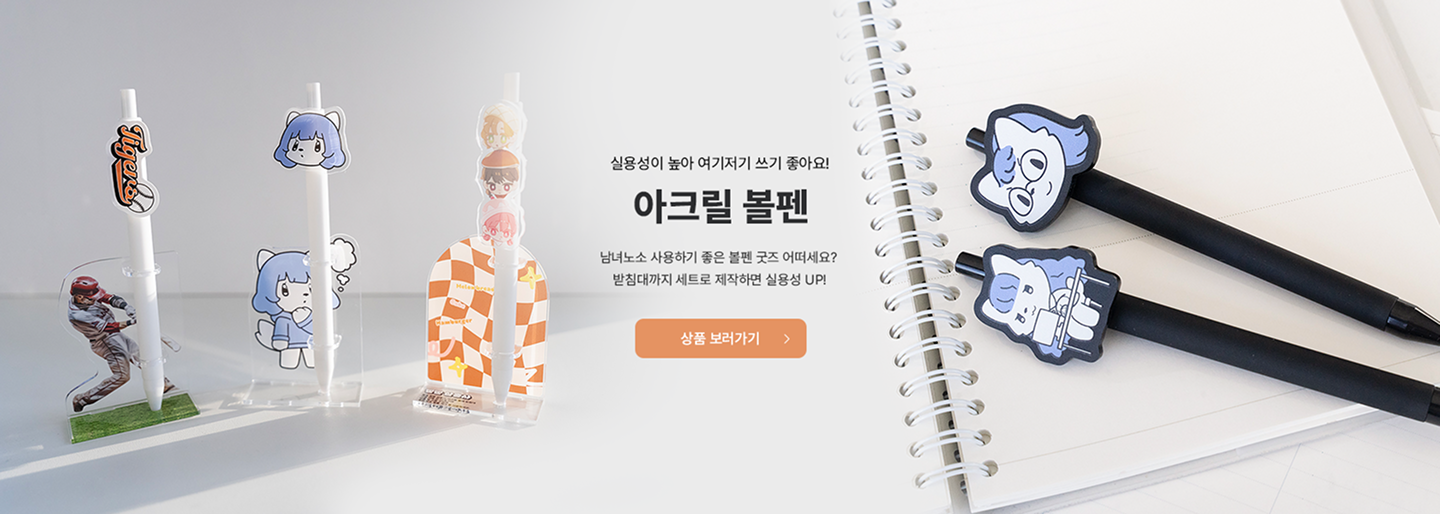 Tigers
Helamburger
Hamburger
실용성이 높아 여기저기 쓰기 좋아요!
아크릴 볼펜
남녀노소 사용하기 좋은 볼펜 굿즈 어떠세요?
받침대까지 세트로 제작하면 실용성 UP!
상품 보러가기